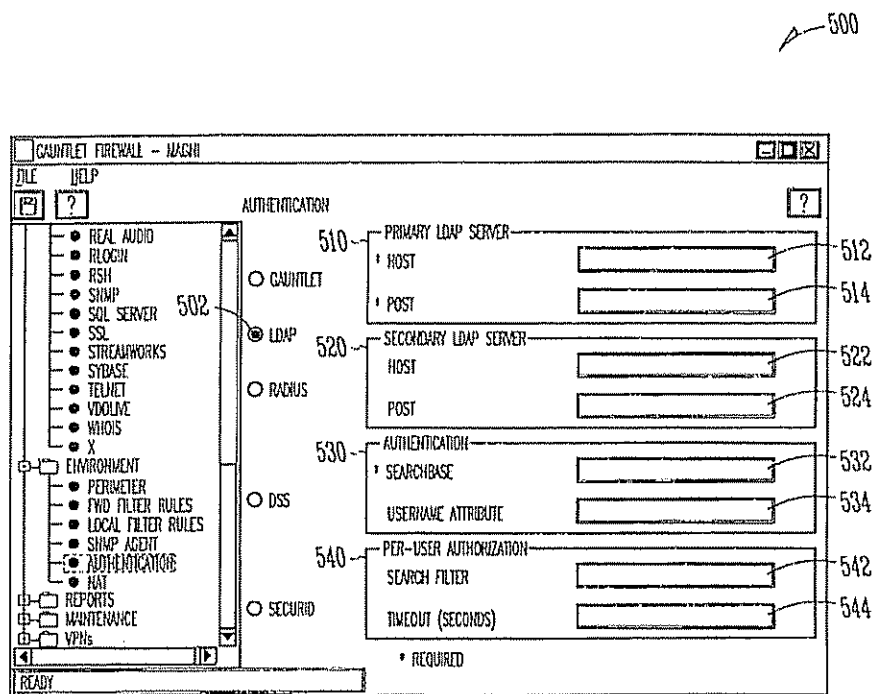 500
GAUNTLET FIREWALL - MAGNI
FILE HELP
?
AUTHENTICATION
?
REAL AUDIO
RLOGIN
RSH
SNMP
SQL SERVER
SSL
STREAMWORKS
SYBASE
TELNET
VDOLIVE
WHOIS
X
ENVIRONMENT
PERIMETER
FWD FILTER RULES
LOCAL FILTER RULES
SNMP AGENT
AUTHENTICATION
NAT
REPORTS
MAINTENANCE
VPNs
502
GAUNTLET
LDAP
RADIUS
DSS
SECURID
510
PRIMARY LDAP SERVER
* HOST
512
* POST
514
520
SECONDARY LDAP SERVER
HOST
522
POST
524
530
AUTHENTICATION
* SEARCHBASE
532
USERNAME ATTRIBUTE
534
540
PER-USER AUTHORIZATION
SEARCH FILTER
542
TIMEOUT (SECONDS)
544
* REQUIRED
READY